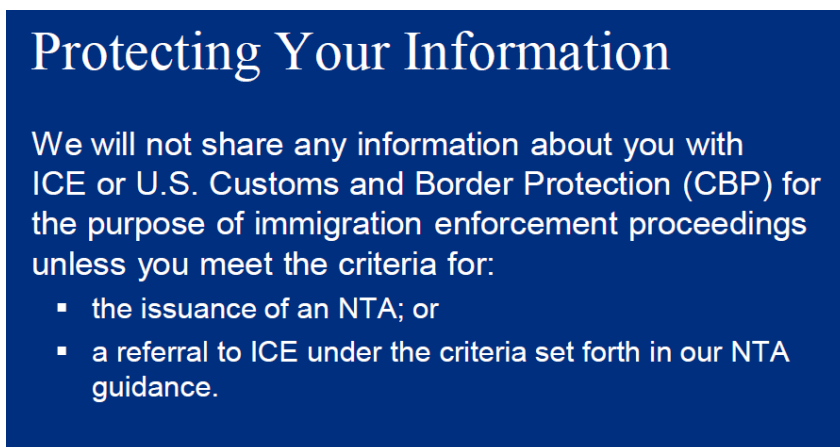 Protecting Your Information
We will not share any information about you with
ICE or U.S. Customs and Border Protection (CBP) for
the purpose of immigration enforcement proceedings
unless you meet the criteria for:
▪ the issuance of an NTA; or
▪ a referral to ICE under the criteria set forth in our NTA
guidance.